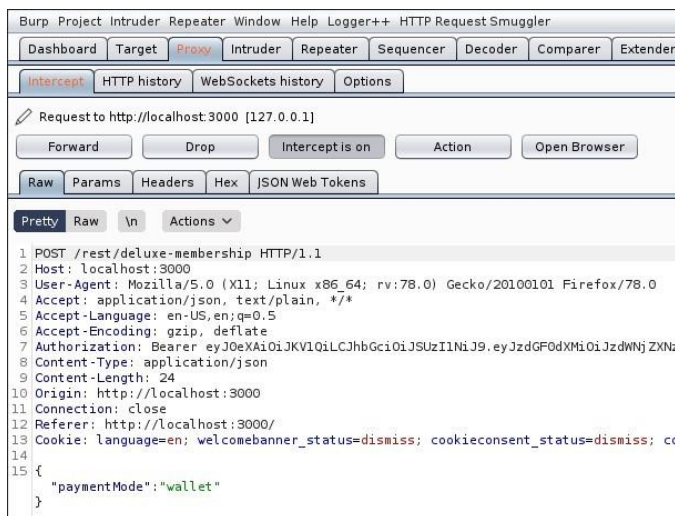 Burp Project Intruder Repeater Window Help Logger++ HTTP Request Smuggler
Dashboard Target Proxy Intruder Repeater Sequencer Decoder Comparer Extender
Intercept HTTP history WebSockets history Options
Request to http://localhost:3000 [127.0.0.1]
Forward Drop Intercept is on Action Open Browser
Raw Params Headers Hex JSON Web Tokens
Pretty Raw \n Actions
1 POST /rest/deluxe-membership HTTP/1.1
2 Host: localhost:3000
3 User-Agent: Mozilla/5.0 (X11; Linux x86_64; rv:78.0) Gecko/20100101 Firefox/78.0
4 Accept: application/json, text/plain, */*
5 Accept-Language: en-US,en;q=0.5
6 Accept-Encoding: gzip, deflate
7 Authorization: Bearer eyJ0eXAiOiJKV1QiLCJhbGciOiJSUzI1NiJ9.eyJzdGF0dXMiOiJzdWNjZXNz
8 Content-Type: application/json
9 Content-Length: 24
10 Origin: http://localhost:3000
11 Connection: close
12 Referer: http://localhost:3000/
13 Cookie: language=en; welcomebanner_status=dismiss; cookieconsent_status=dismiss; co
14
15 {
"paymentMode":"wallet"
}